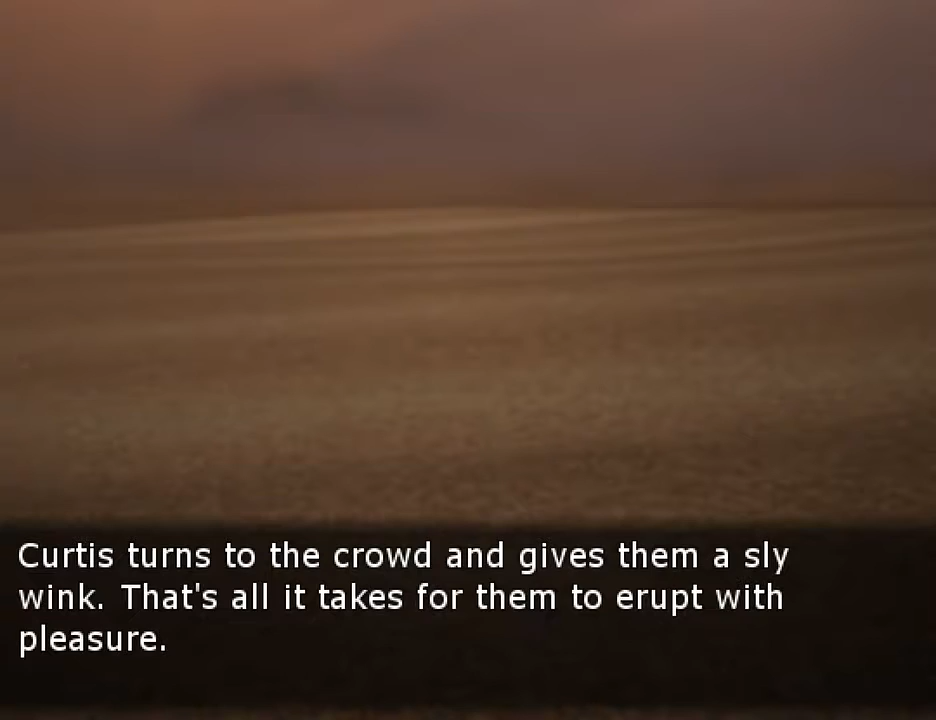 Curtis turns to the crowd and gives them a sly
wink. That's all it takes for them to erupt with
pleasure.